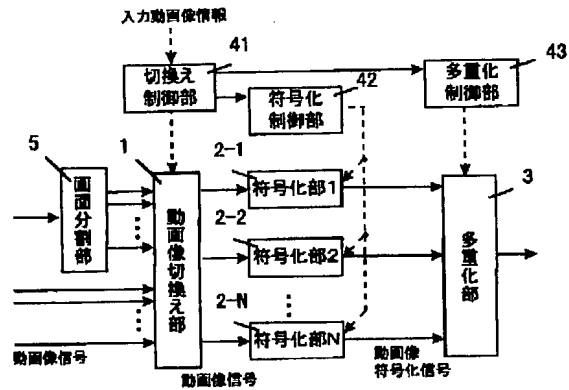 入力動画像情報
41
切換え
制御部
42
符号化
制御部
43
多重化
制御部
5
画面分割部
1
動画像切換え部
2-1
符号化部1
2-2
符号化部2
2-N
符号化部N
3
多重化部
動画像信号
動画像信号
動画像
符号化信号